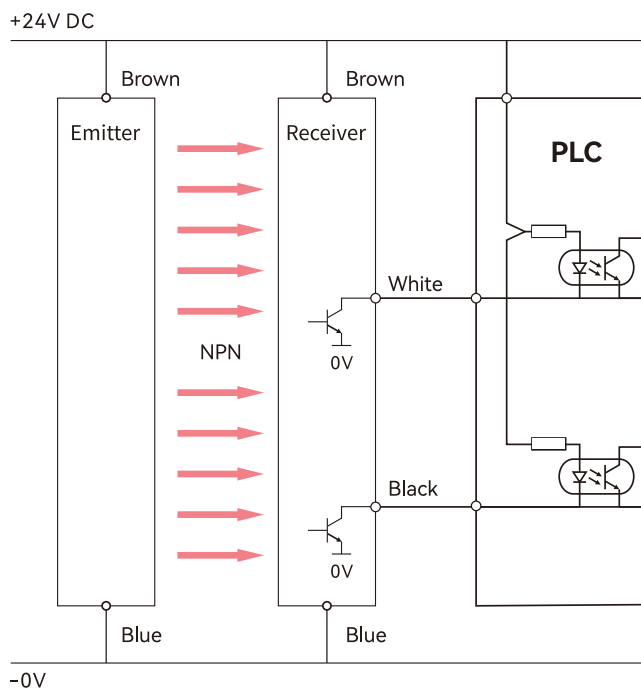 +24V DC
Brown
Brown
Emitter
Receiver
PLC
White
NPN
0V
Black
0V
Blue
Blue
-0V